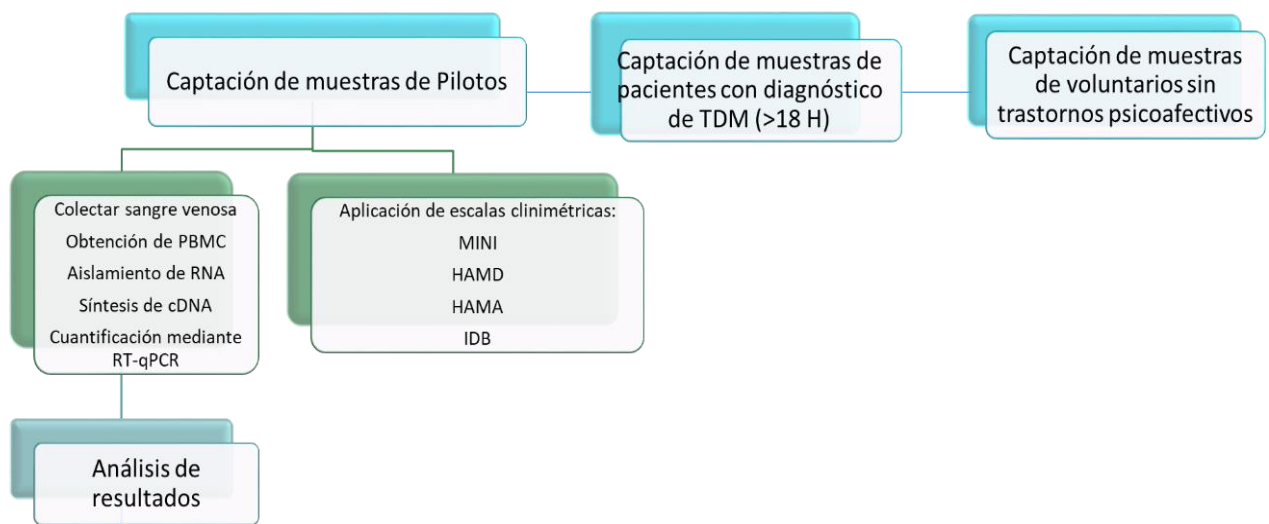 Captación de muestras de Pilotos
Captación de muestras de
pacientes con diagnóstico
de TDM (>18 H)
Captación de muestras
de voluntarios sin
trastornos psicoafectivos
Colectar sangre venosa
Obtención de PBMC
Aislamiento de RNA
Síntesis de cDNA
Cuantificación mediante
RT-qPCR
Aplicación de escalas clinimétricas:
MINI
HAMD
HAMA
IDB
Análisis de
resultados